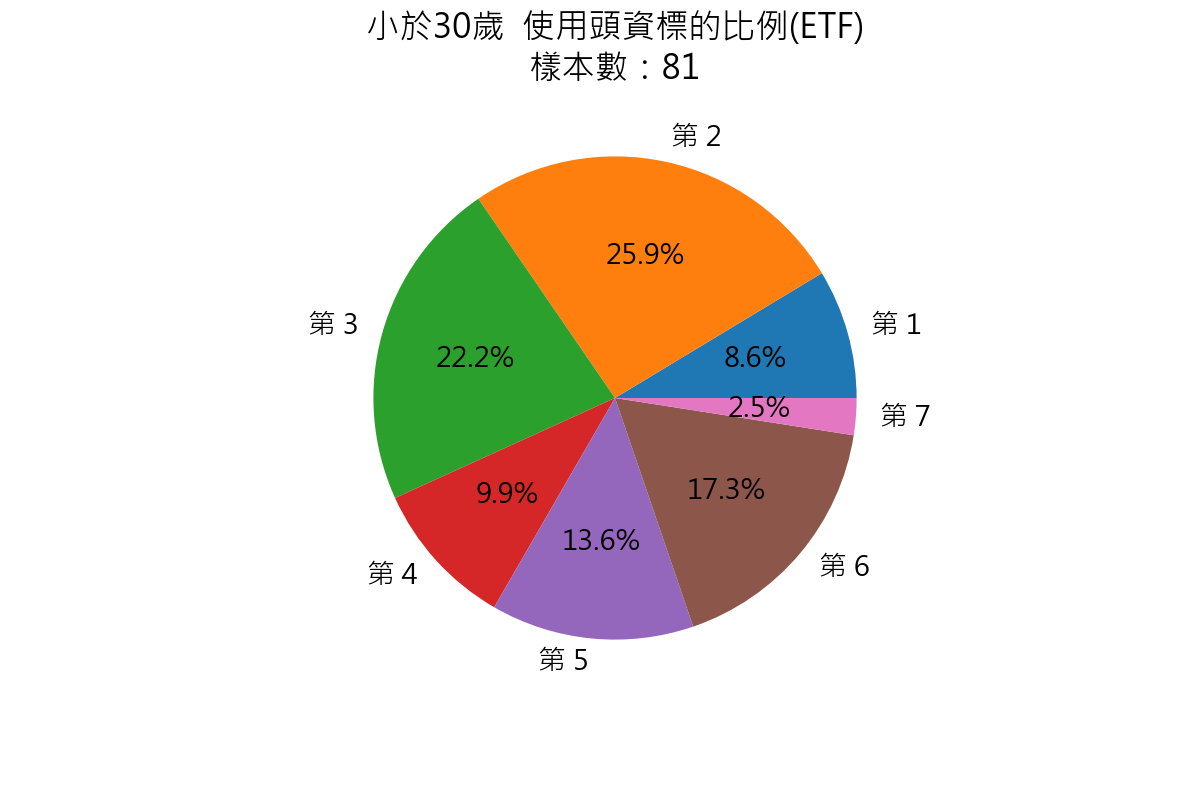 小於30歲  使用頭資標的比例(ETF)
樣本數：81
第 2
25.9%
第 3
第 1
22.2%
8.6%
2.5%
第 7
9.9%
17.3%
13.6%
第 4
第 6
第 5